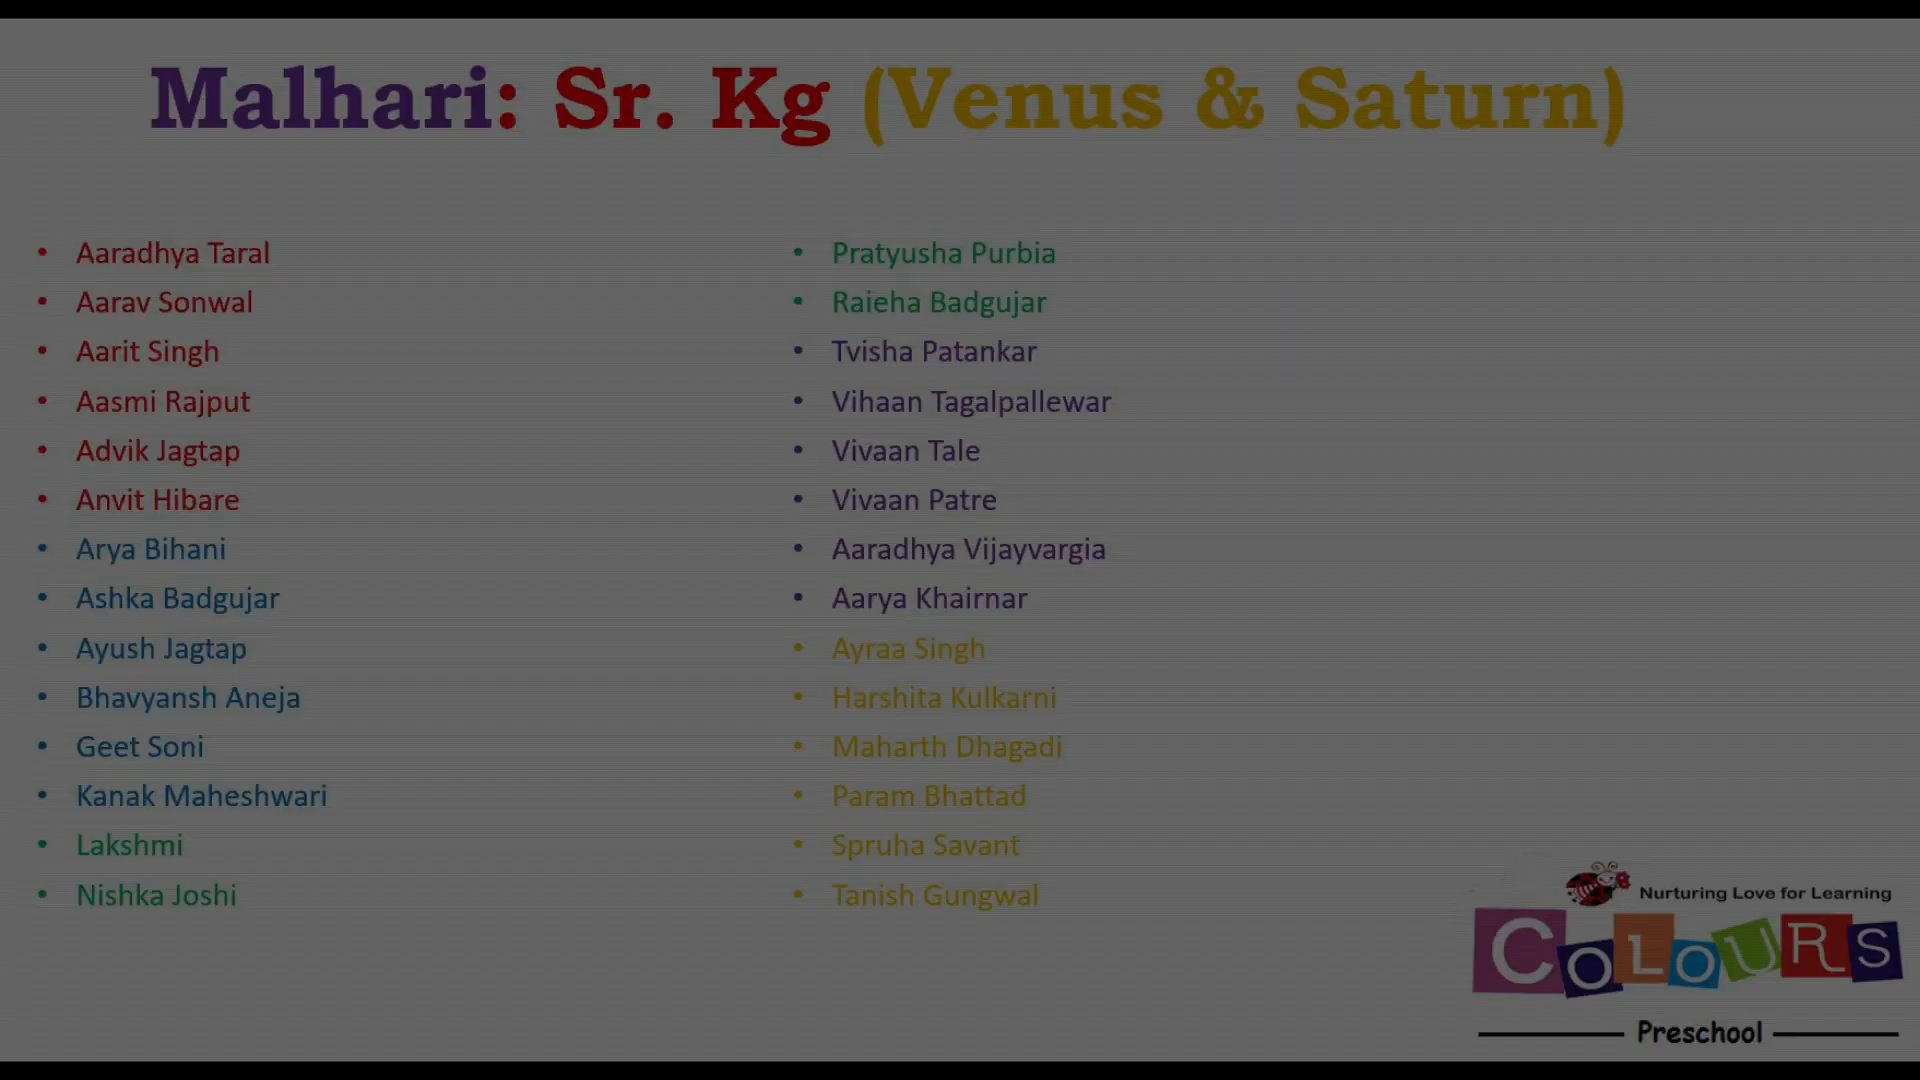 Malhari: Sr. Kg (Venus & Saturn)
• Aaradhya Taral
• Aarav Sonwal
• Aarit Singh
• Aasmi Rajput
• Advik Jagtap
• Anvit Hibare
• Arya Bihani
• Ashka Badgujar
• Ayush Jagtap
• Bhavyansh Aneja
• Geet Soni
• Kanak Maheshwari
• Lakshmi
• Nishka Joshi
• Pratyusha Purbia
• Raieha Badgujar
• Tvisha Patankar
• Vihaan Tagalpallewar
• Vivaan Tale
• Vivaan Patre
• Aaradhya Vijayvargia
• Aarya Khairnar
• Ayraa Singh
• Harshita Kulkarni
• Maharth Dhagadi
• Param Bhattad
• Spruha Savant
• Tanish Gungwal
Nurturing Love for Learning
COLOURS
Preschool